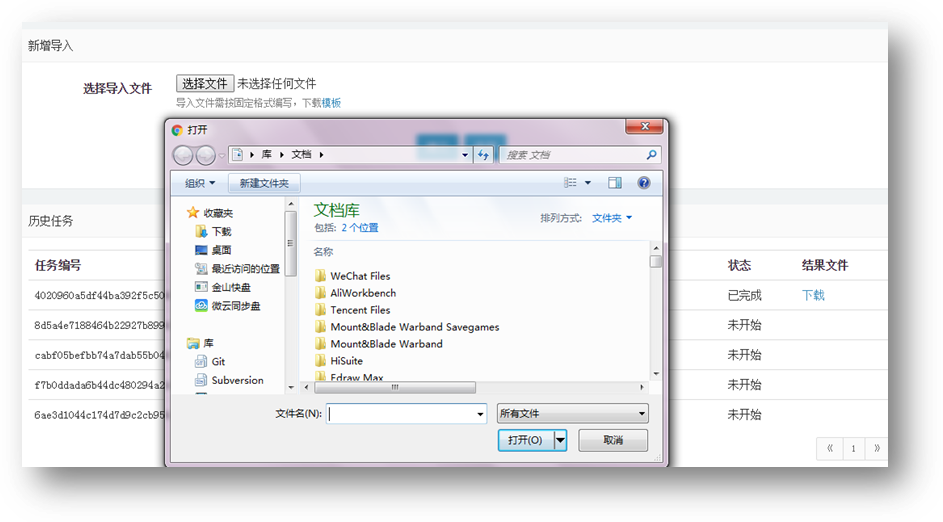 新增导入
选择导入文件
选择文件 未选择任何文件
导入文件需按固定格式编写，下载模板
打开
库 文档
搜索 文档
组织 新建文件夹
收藏夹
下载
桌面
最近访问的位置
金山快盘
微云同步盘
库
Git
Subversion
文档库
包括: 2 个位置
排列方式: 文件夹
名称
WeChat Files
AliWorkbench
Tencent Files
Mount&Blade Warband Savegames
Mount&Blade Warband
HiSuite
Edraw Max
文件名(N):
所有文件
打开(O) 取消
历史任务
任务编号 状态 结果文件
4020960a5df44ba392f5c50 已完成 下载
8d5a4e7188464b22927b899 未开始
cabf05befbb74a7dab55b04 未开始
f7b0ddada6b44dc480294a2 未开始
6ae3d1044c174d7d9c2cb95 未开始
« 1 »